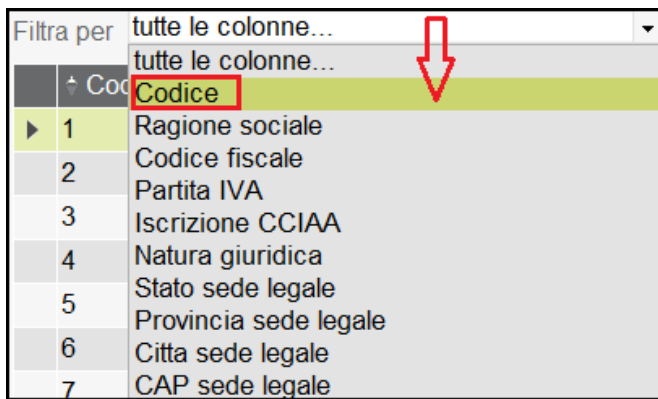 Filtra per tutte le colonne...
tutte le colonne...
Codice
1 Ragione sociale
Codice fiscale
2 Partita IVA
3 Iscrizione CCIAA
4 Natura giuridica
Stato sede legale
5 Provincia sede legale
6 Citta sede legale
7 CAP sede legale